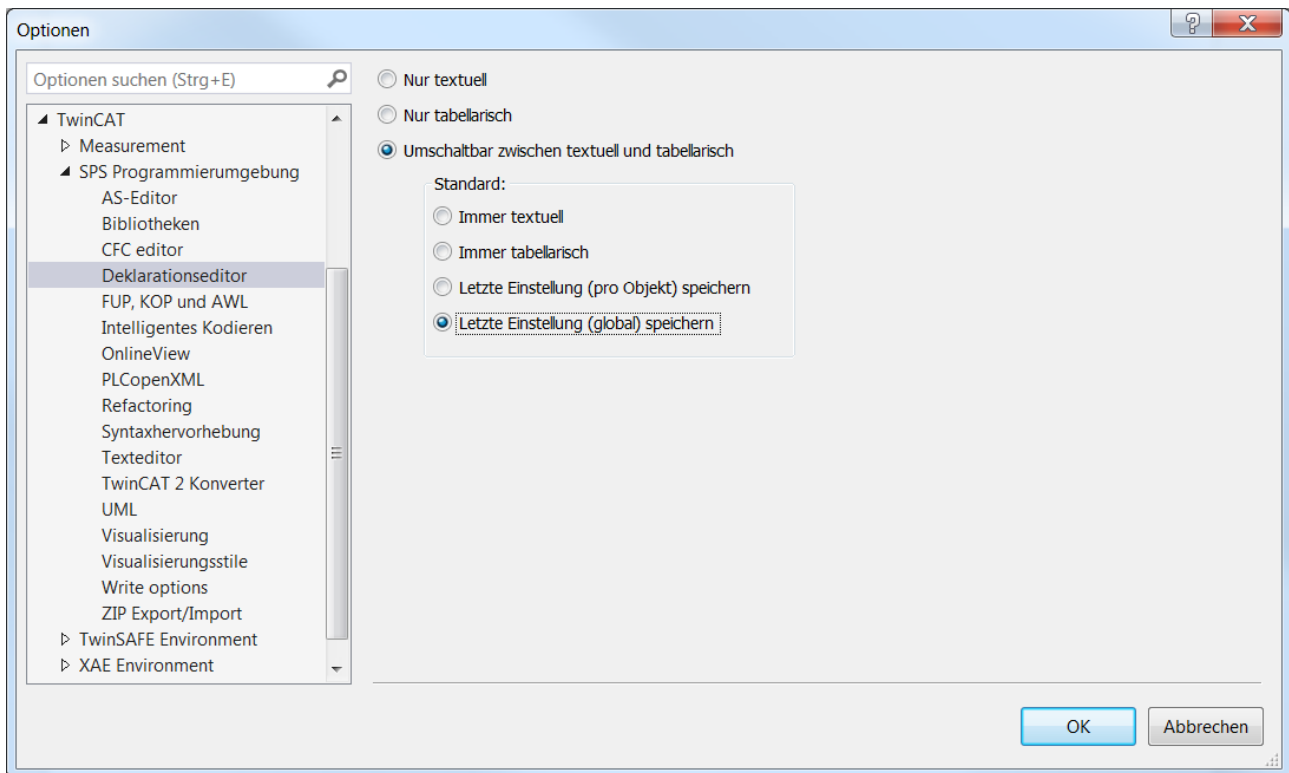 Optionen
Optionen suchen (Strg+E)
TwinCAT
Measurement
SPS Programmierumgebung
AS-Editor
Bibliotheken
CFC editor
Deklarationseditor
FUP, KOP und AWL
Intelligentes Kodieren
OnlineView
PLCopenXML
Refactoring
Syntaxhervorhebung
Texteditor
TwinCAT 2 Konverter
UML
Visualisierung
Visualisierungsstile
Write options
ZIP Export/Import
TwinSAFE Environment
XAE Environment
Nur textuell
Nur tabellarisch
Umschaltbar zwischen textuell und tabellarisch
Standard:
Immer textuell
Immer tabellarisch
Letzte Einstellung (pro Objekt) speichern
Letzte Einstellung (global) speichern
OK
Abbrechen